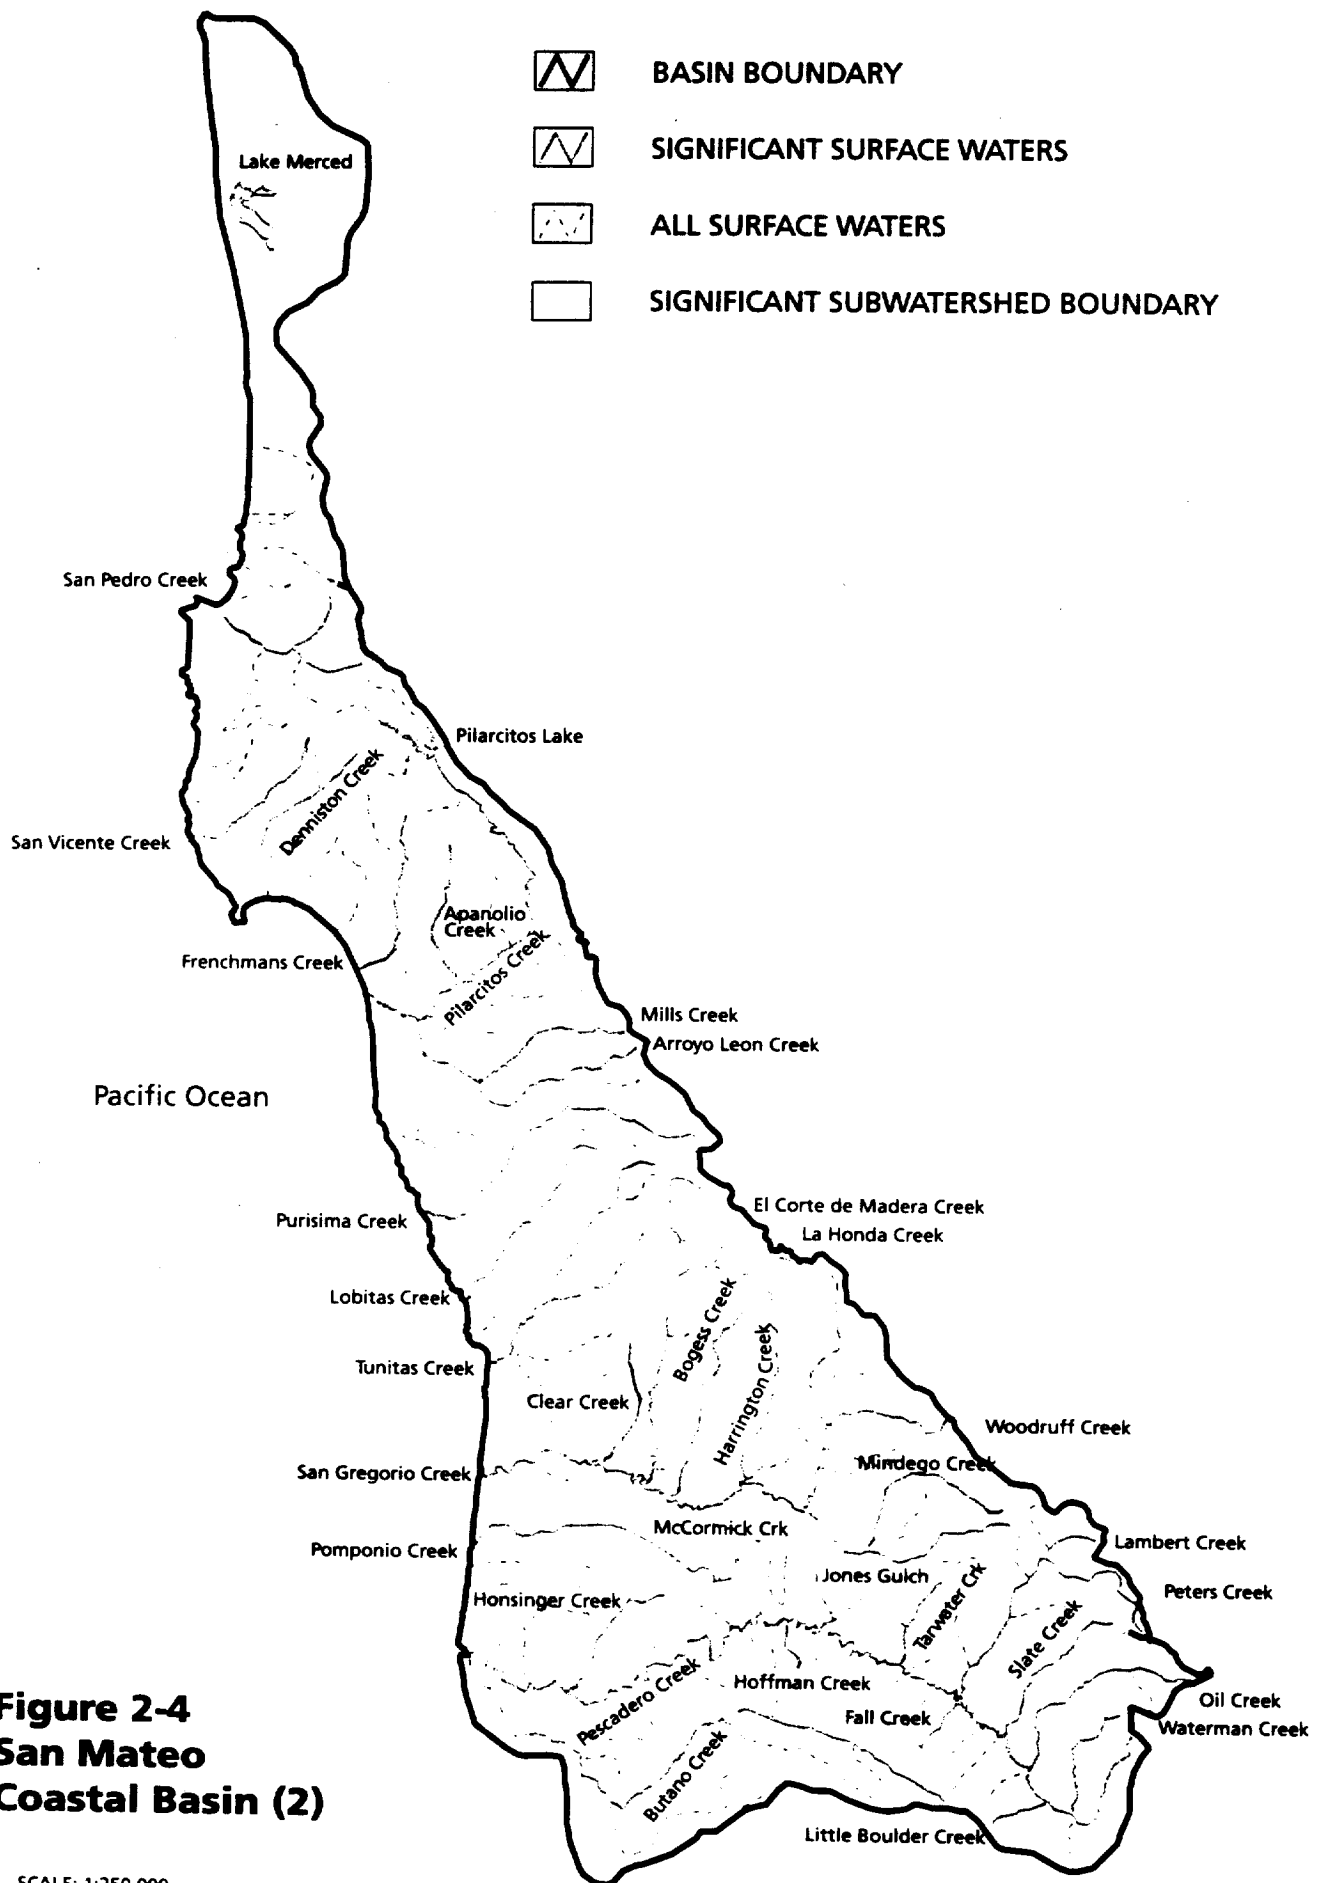 BASIN BOUNDARY
SIGNIFICANT SURFACE WATERS
ALL SURFACE WATERS
SIGNIFICANT SUBWATERSHED BOUNDARY
Lake Merced
San Pedro Creek
Pilarcitos Lake
Denniston Creek
San Vicente Creek
Apanolio
Creek
Pilarcitos Creek
Frenchmans Creek
Mills Creek
Arroyo Leon Creek
Pacific Ocean
El Corte de Madera Creek
La Honda Creek
Purisima Creek
Lobitas Creek
Bogess Creek
Harrington Creek
Tunitas Creek
Clear Creek
Woodruff Creek
Mindego Creek
San Gregorio Creek
McCormick Crk
Pomponio Creek
Lambert Creek
Jones Gulch
Tarwater Crk
Peters Creek
Honsinger Creek
Slate Creek
Pescadero Creek
Hoffman Creek
Oil Creek
Fall Creek
Waterman Creek
Butano Creek
Little Boulder Creek
Figure 2-4
San Mateo
Coastal Basin (2)
SCALE: 1:250,000